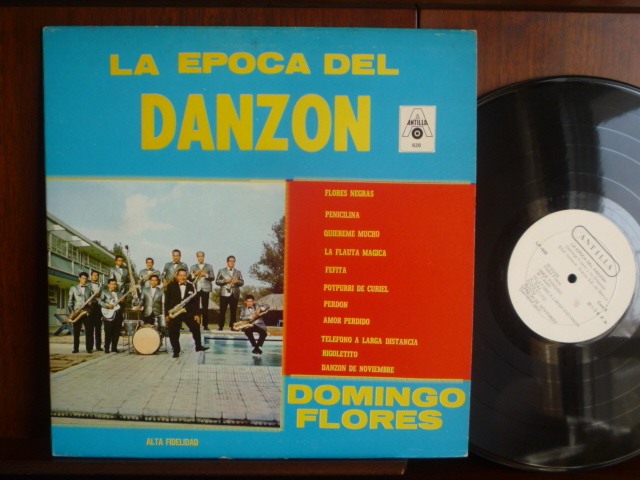 LA EPOCA DEL
DANZON
A
ANTILLA
FLORES NEGRAS
PENICILINA
QUIEREME MUCHO
LA FLAUTA MAGICA
FEFITA
POTPURRI DE CURIEL
PERDON
AMOR PERDIDO
TELEFONO A LARGA DISTANCIA
RIGOLETITO
DANZON DE NOVIEMBRE
DOMINGO
FLORES
ALTA FIDELIDAD
ANTILLA